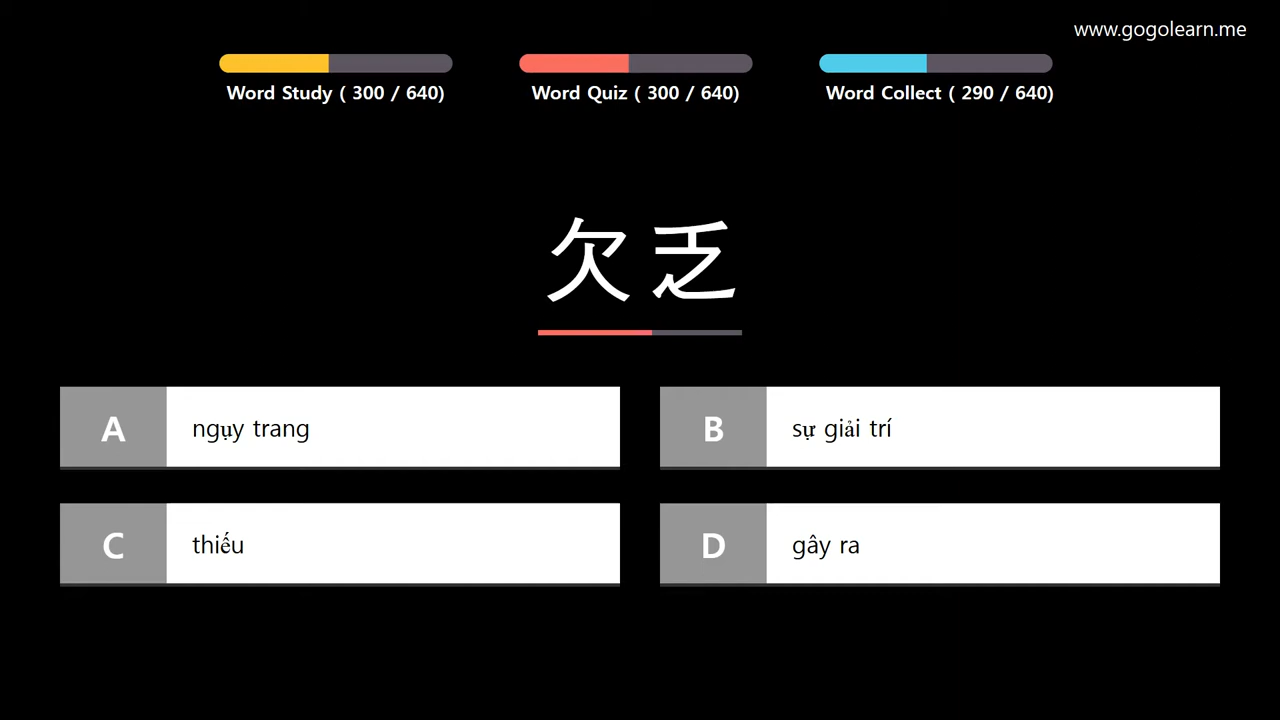 www.gogolearn.me
Word Study ( 300 / 640)
Word Quiz ( 300 / 640)
Word Collect ( 290 / 640)
欠乏
A ngụy trang
B sự giải trí
C thiếu
D gây ra